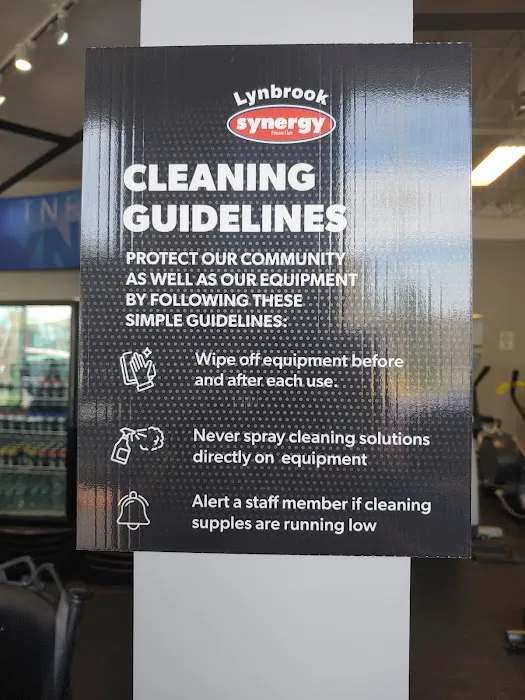 Lynbrook
synergy
Fitness Club
CLEANING
GUIDELINES
PROTECT OUR COMMUNITY
AS WELL AS OUR EQUIPMENT
BY FOLLOWING THESE
SIMPLE GUIDELINES:
Wipe off equipment before
and after each use.
Never spray cleaning solutions
directly on equipment
Alert a staff member if cleaning
supples are running low